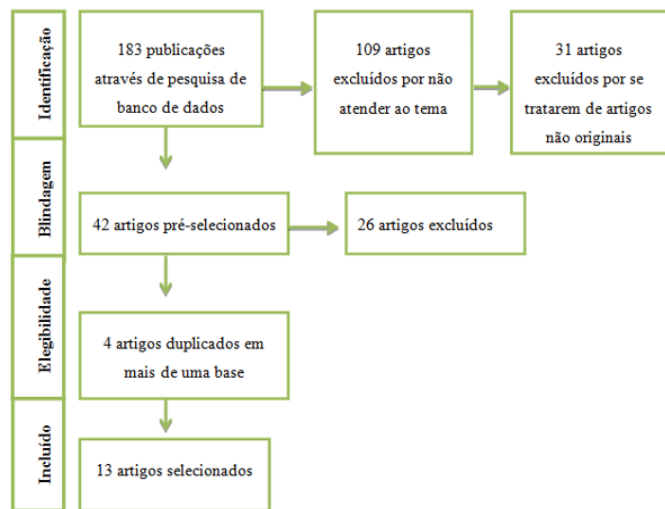 Identificação
183 publicações
através de pesquisa de
banco de dados
109 artigos
excluídos por não
atender ao tema
31 artigos
excluídos por se
tratarem de artigos
não originais
Blindagem
42 artigos pré-selecionados
26 artigos excluídos
Elegibilidade
4 artigos duplicados em
mais de uma base
Incluído
13 artigos selecionados